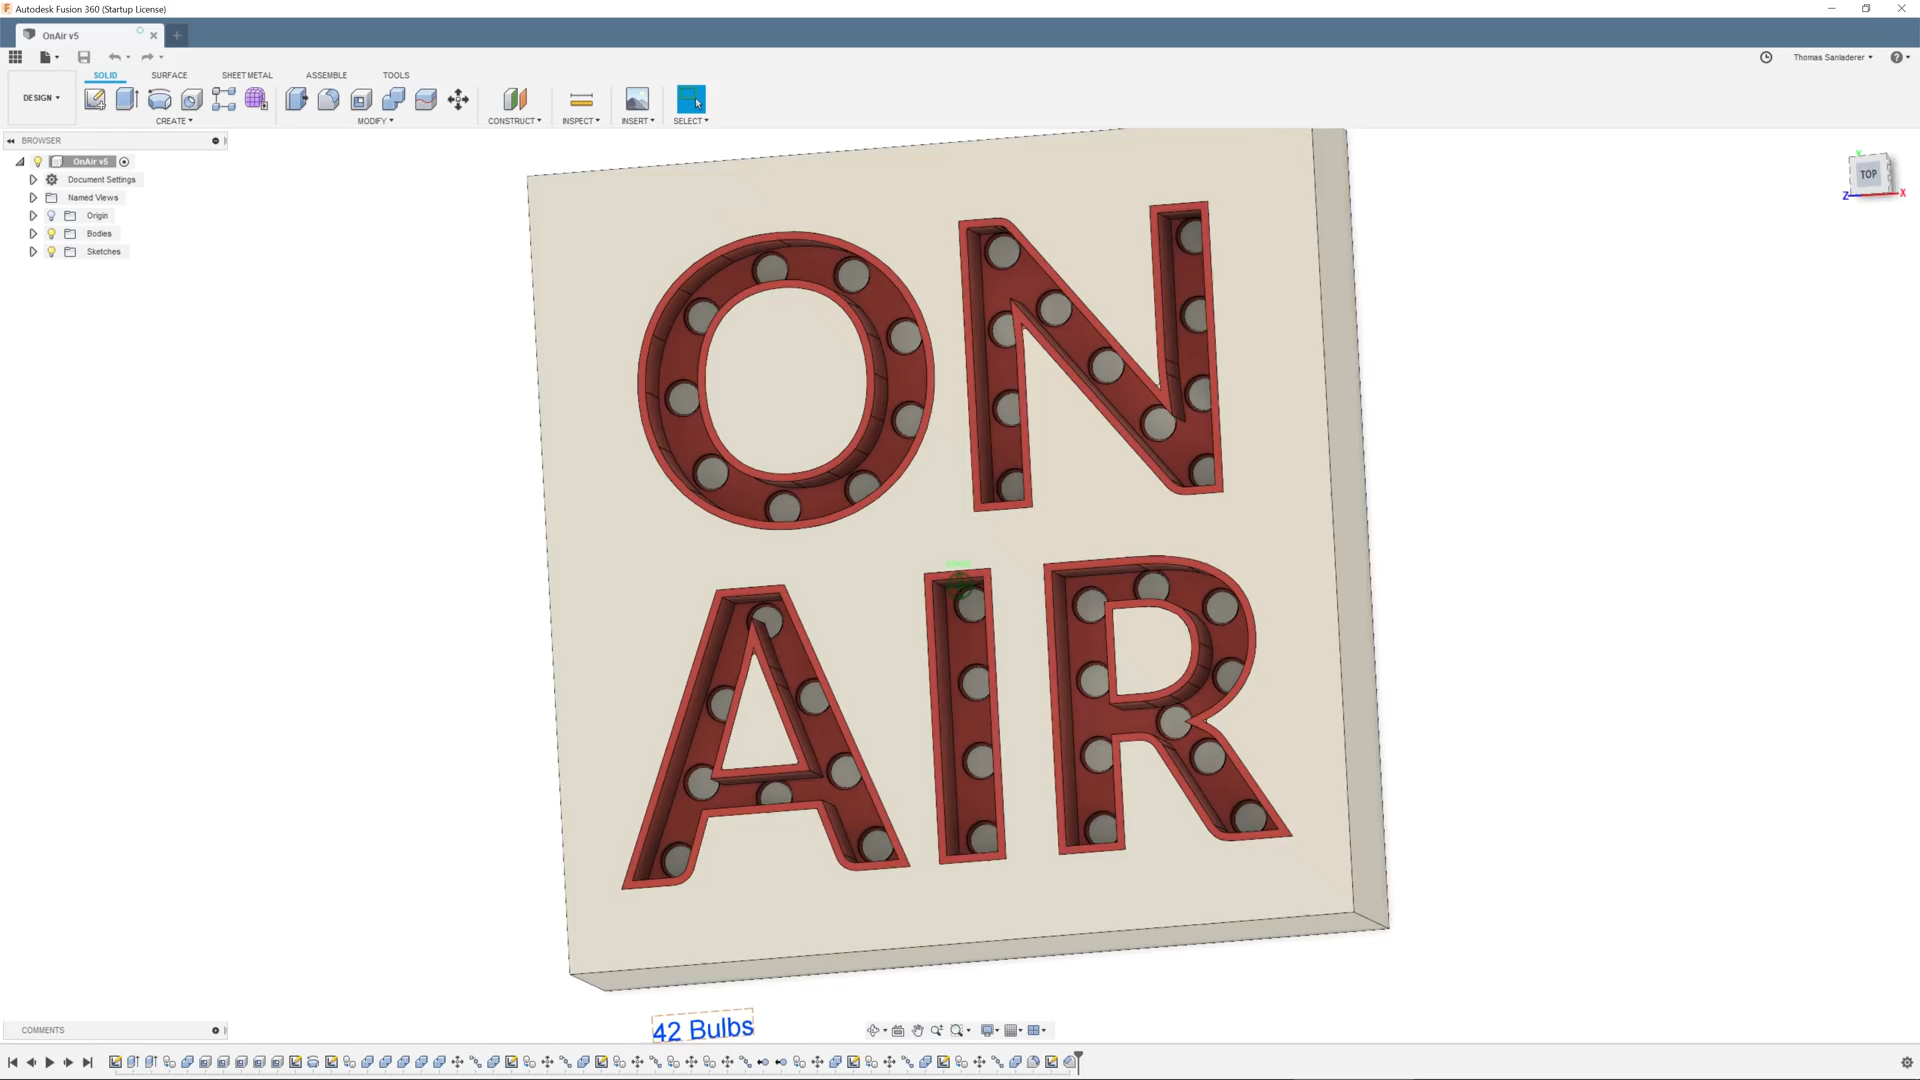 Autodesk Fusion 360 (Startup License)
OnAir v5
Thomas Sanladerer
SOLID SURFACE SHEET METAL ASSEMBLE TOOLS
DESIGN
CREATE MODIFY CONSTRUCT INSPECT INSERT SELECT
BROWSER
OnAir v5
Document Settings
Named Views
Origin
Bodies
Sketches
TOP
Y
Z
X
ON
AIR
42 Bulbs
COMMENTS